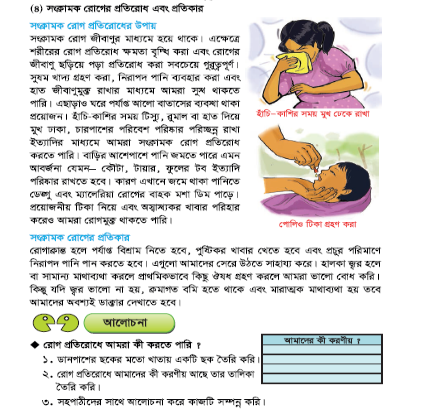 (৪) সংক্রামক রোগের প্রতিরোধ এবং প্রতিকার
সংক্রামক রোগ প্রতিরোধের উপায়
সংক্রামক রোগ জীবাণুর মাধ্যমে হয়ে থাকে। এক্ষেত্রে
শরীরের রোগ প্রতিরোধ ক্ষমতা বৃদ্ধি করা এবং রোগের
জীবাণু ছড়িয়ে পড়া প্রতিরোধ করা সবচেয়ে গুরুত্বপূর্ণ।
সুষম খাদ্য গ্রহণ করা, নিরাপদ পানি ব্যবহার করা এবং
হাত জীবাণুমুক্ত রাখার মাধ্যমে আমরা সুস্থ থাকতে
পারি। এছাড়াও ঘরে পর্যাপ্ত আলো বাতাসের ব্যবস্থা থাকা
প্রয়োজন। হাঁচি-কাশির সময় টিস্যু, রুমাল বা হাত দিয়ে
মুখ ঢাকা, চারপাশের পরিবেশ পরিষ্কার পরিচ্ছন্ন রাখা
ইত্যাদির মাধ্যমে আমরা সংক্রামক রোগ প্রতিরোধ
করতে পারি। বাড়ির আশেপাশে পানি জমতে পারে এমন
আবর্জনা যেমন— কৌটা, টায়ার, ফুলের টব ইত্যাদি
পরিষ্কার রাখতে হবে। কারণ এখানে জমে থাকা পানিতে
ডেঙ্গু এবং ম্যালেরিয়া রোগের বাহক মশা ডিম পাড়ে।
প্রয়োজনীয় টিকা নিয়ে এবং অস্বাস্থ্যকর খাবার পরিহার
করেও আমরা রোগমুক্ত থাকতে পারি।
হাঁচি-কাশির সময় মুখ ঢেকে রাখা
পোলিও টিকা গ্রহণ করা
সংক্রামক রোগের প্রতিকার
রোগাক্রান্ত হলে পর্যাপ্ত বিশ্রাম নিতে হবে, পুষ্টিকর খাবার খেতে হবে এবং প্রচুর পরিমাণে
নিরাপদ পানি পান করতে হবে। এগুলো আমাদের সেরে উঠতে সাহায্য করে। হালকা জ্বর হলে
বা সামান্য মাথাব্যথা করলে প্রাথমিকভাবে কিছু ঔষধ গ্রহণ করলে আমরা ভালো বোধ করি।
কিন্তু যদি জ্বর ভালো না হয়, ক্রমাগত বমি হতে থাকে এবং মারাত্মক মাথাব্যথা হয় তবে
আমাদের অবশ্যই ডাক্তার দেখাতে হবে।
আলোচনা
◆ রোগ প্রতিরোধে আমরা কী করতে পারি ?
১. ডানপাশের ছকের মতো খাতায় একটি ছক তৈরি করি।
২. রোগ প্রতিরোধে আমাদের কী করণীয় আছে তার তালিকা
তৈরি করি।
৩. সহপাঠীদের সাথে আলোচনা করে কাজটি সম্পন্ন করি।
আমাদের কী করণীয় ?